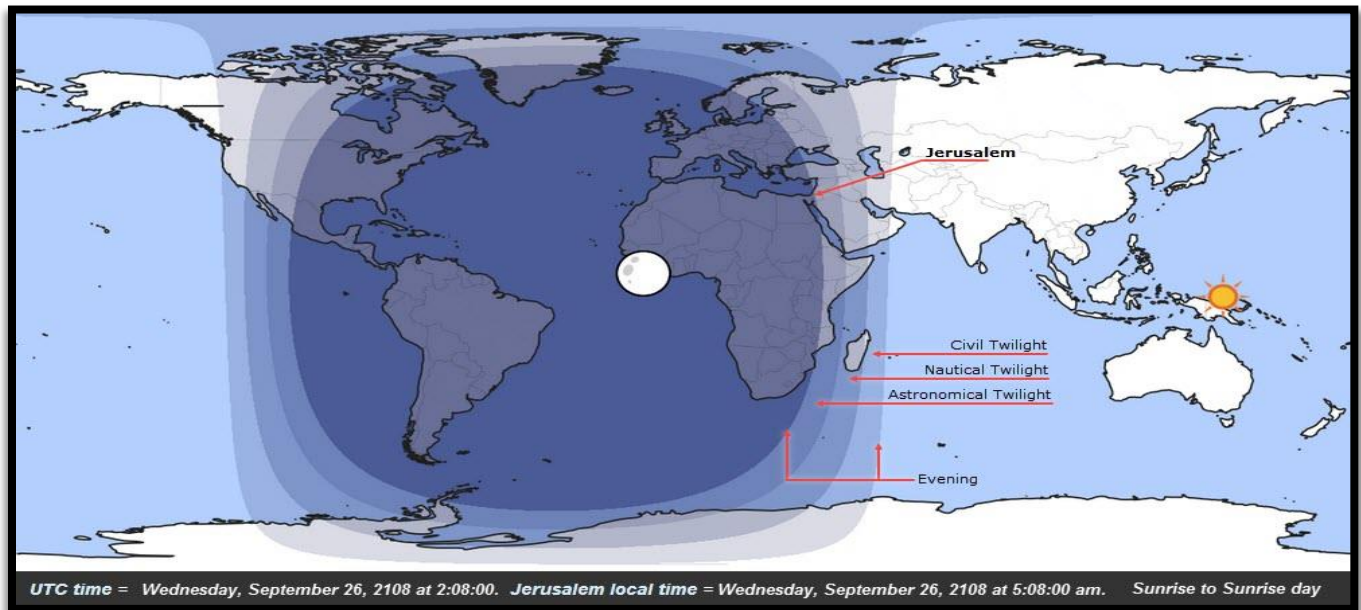 Jerusalem
Civil Twilight
Nautical Twilight
Astronomical Twilight
Evening
UTC time = Wednesday, September 26, 2108 at 2:08:00. Jerusalem local time = Wednesday, September 26, 2108 at 5:08:00 am. Sunrise to Sunrise day